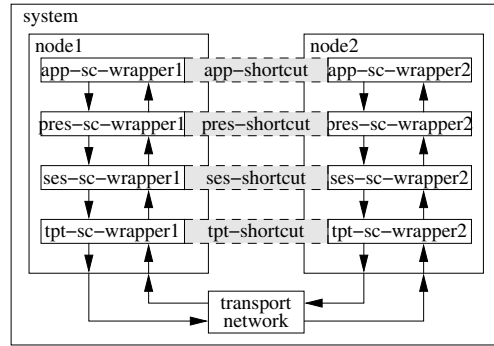 system
node1 node2
app-sc-wrapper1 app-shortcut app-sc-wrapper2
pres-sc-wrapper1 pres-shortcut pres-sc-wrapper2
ses-sc-wrapper1 ses-shortcut ses-sc-wrapper2
tpt-sc-wrapper1 tpt-shortcut tpt-sc-wrapper2
transport
network